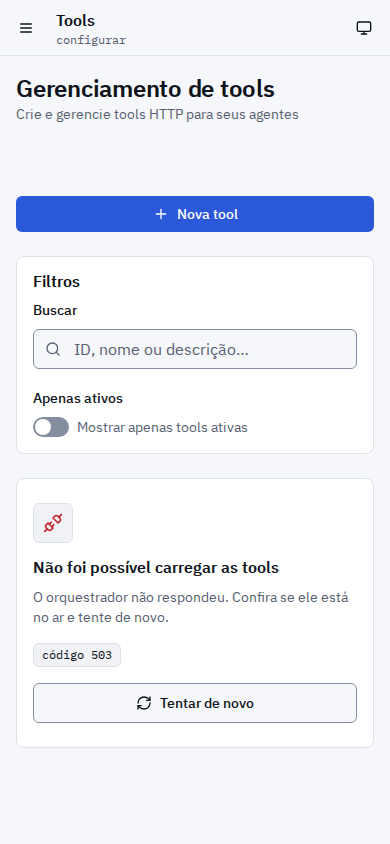 Tools
configurar
Gerenciamento de tools
Crie e gerencie tools HTTP para seus agentes
Nova tool
Filtros
Buscar
ID, nome ou descrição...
Apenas ativos
Mostrar apenas tools ativas
Não foi possível carregar as tools
O orquestrador não respondeu. Confira se ele está
no ar e tente de novo.
código 503
Tentar de novo